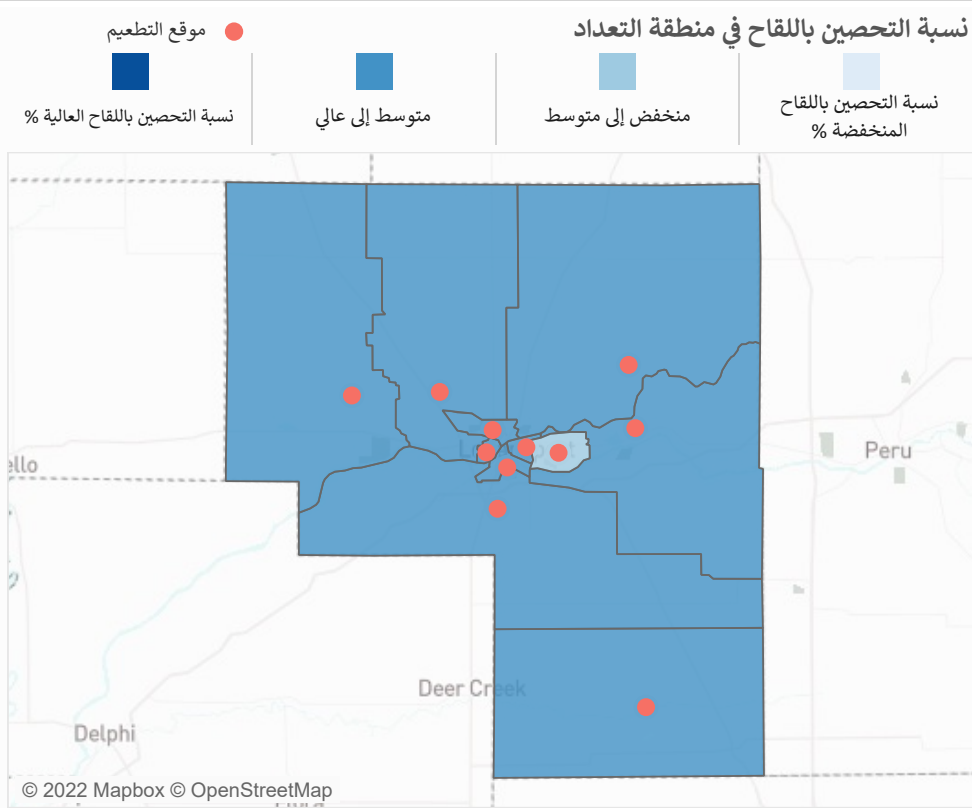 نسبة التحصين باللقاح في منطقة التعداد
موقع التطعيم
نسبة التحصين باللقاح
المنخفضة %
منخفض إلى متوسط
متوسط إلى عالي
نسبة التحصين باللقاح العالية %
Peru
Deer Creek
Delphi
© 2022 Mapbox © OpenStreetMap